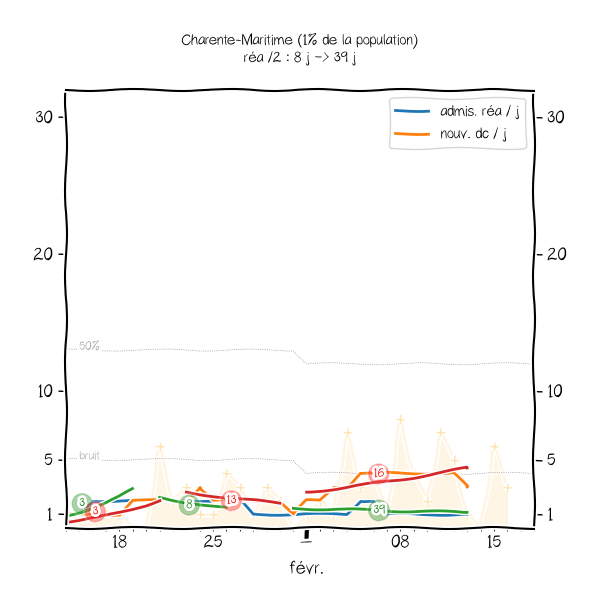 Charente-Maritime (1% de la population)
réa /2 : 8 j -> 39 j
admis. réa / j
nouv. dc / j
30 30
20 20
50%
10 10
bruit
5 5
3 3 8 13 39 16
1 1
18 25 1 08 15
févr.